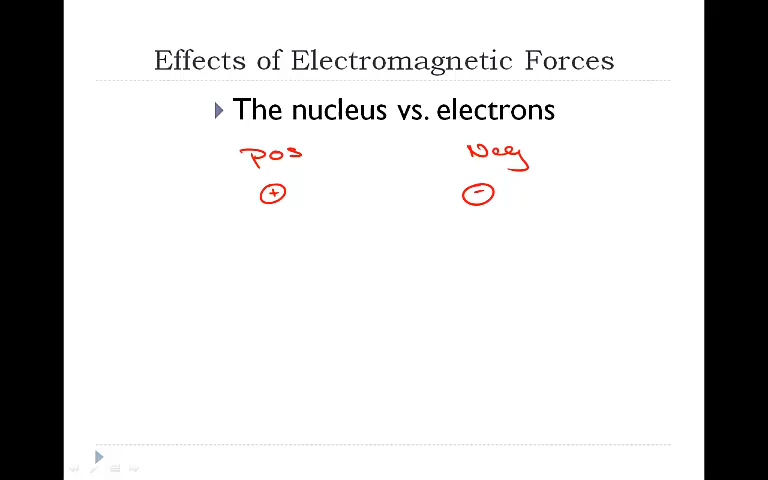 Effects of Electromagnetic Forces
The nucleus vs. electrons
Pos Neg
+ -